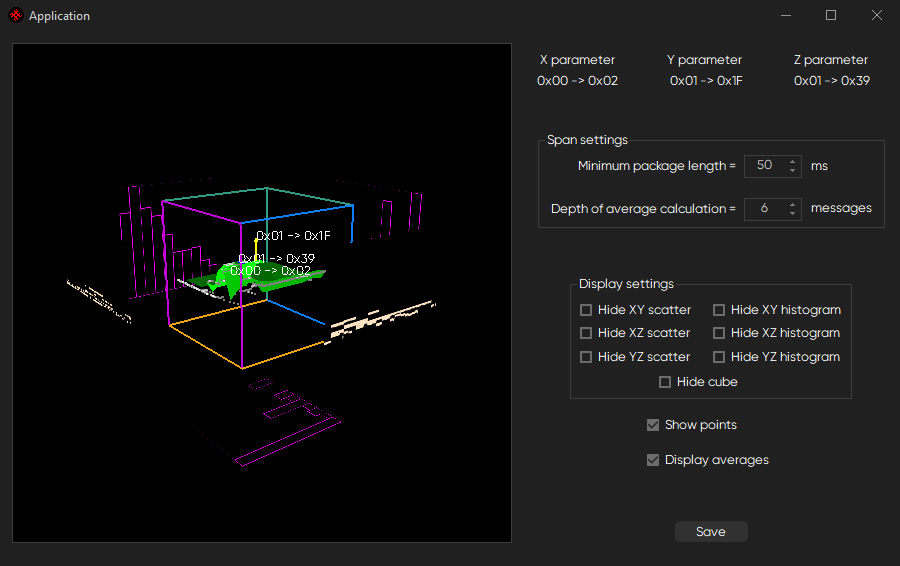 Application
X parameter
0x00 -> 0x02
Y parameter
0x01 -> 0x1F
Z parameter
0x01 -> 0x39
Span settings
Minimum package length = 50 ms
Depth of average calculation = 6 messages
Display settings
Hide XY scatter
Hide XY histogram
Hide XZ scatter
Hide XZ histogram
Hide YZ scatter
Hide YZ histogram
Hide cube
Show points
Display averages
Save
0x01 -> 0x1F
0x01 -> 0x39
0x00 -> 0x02